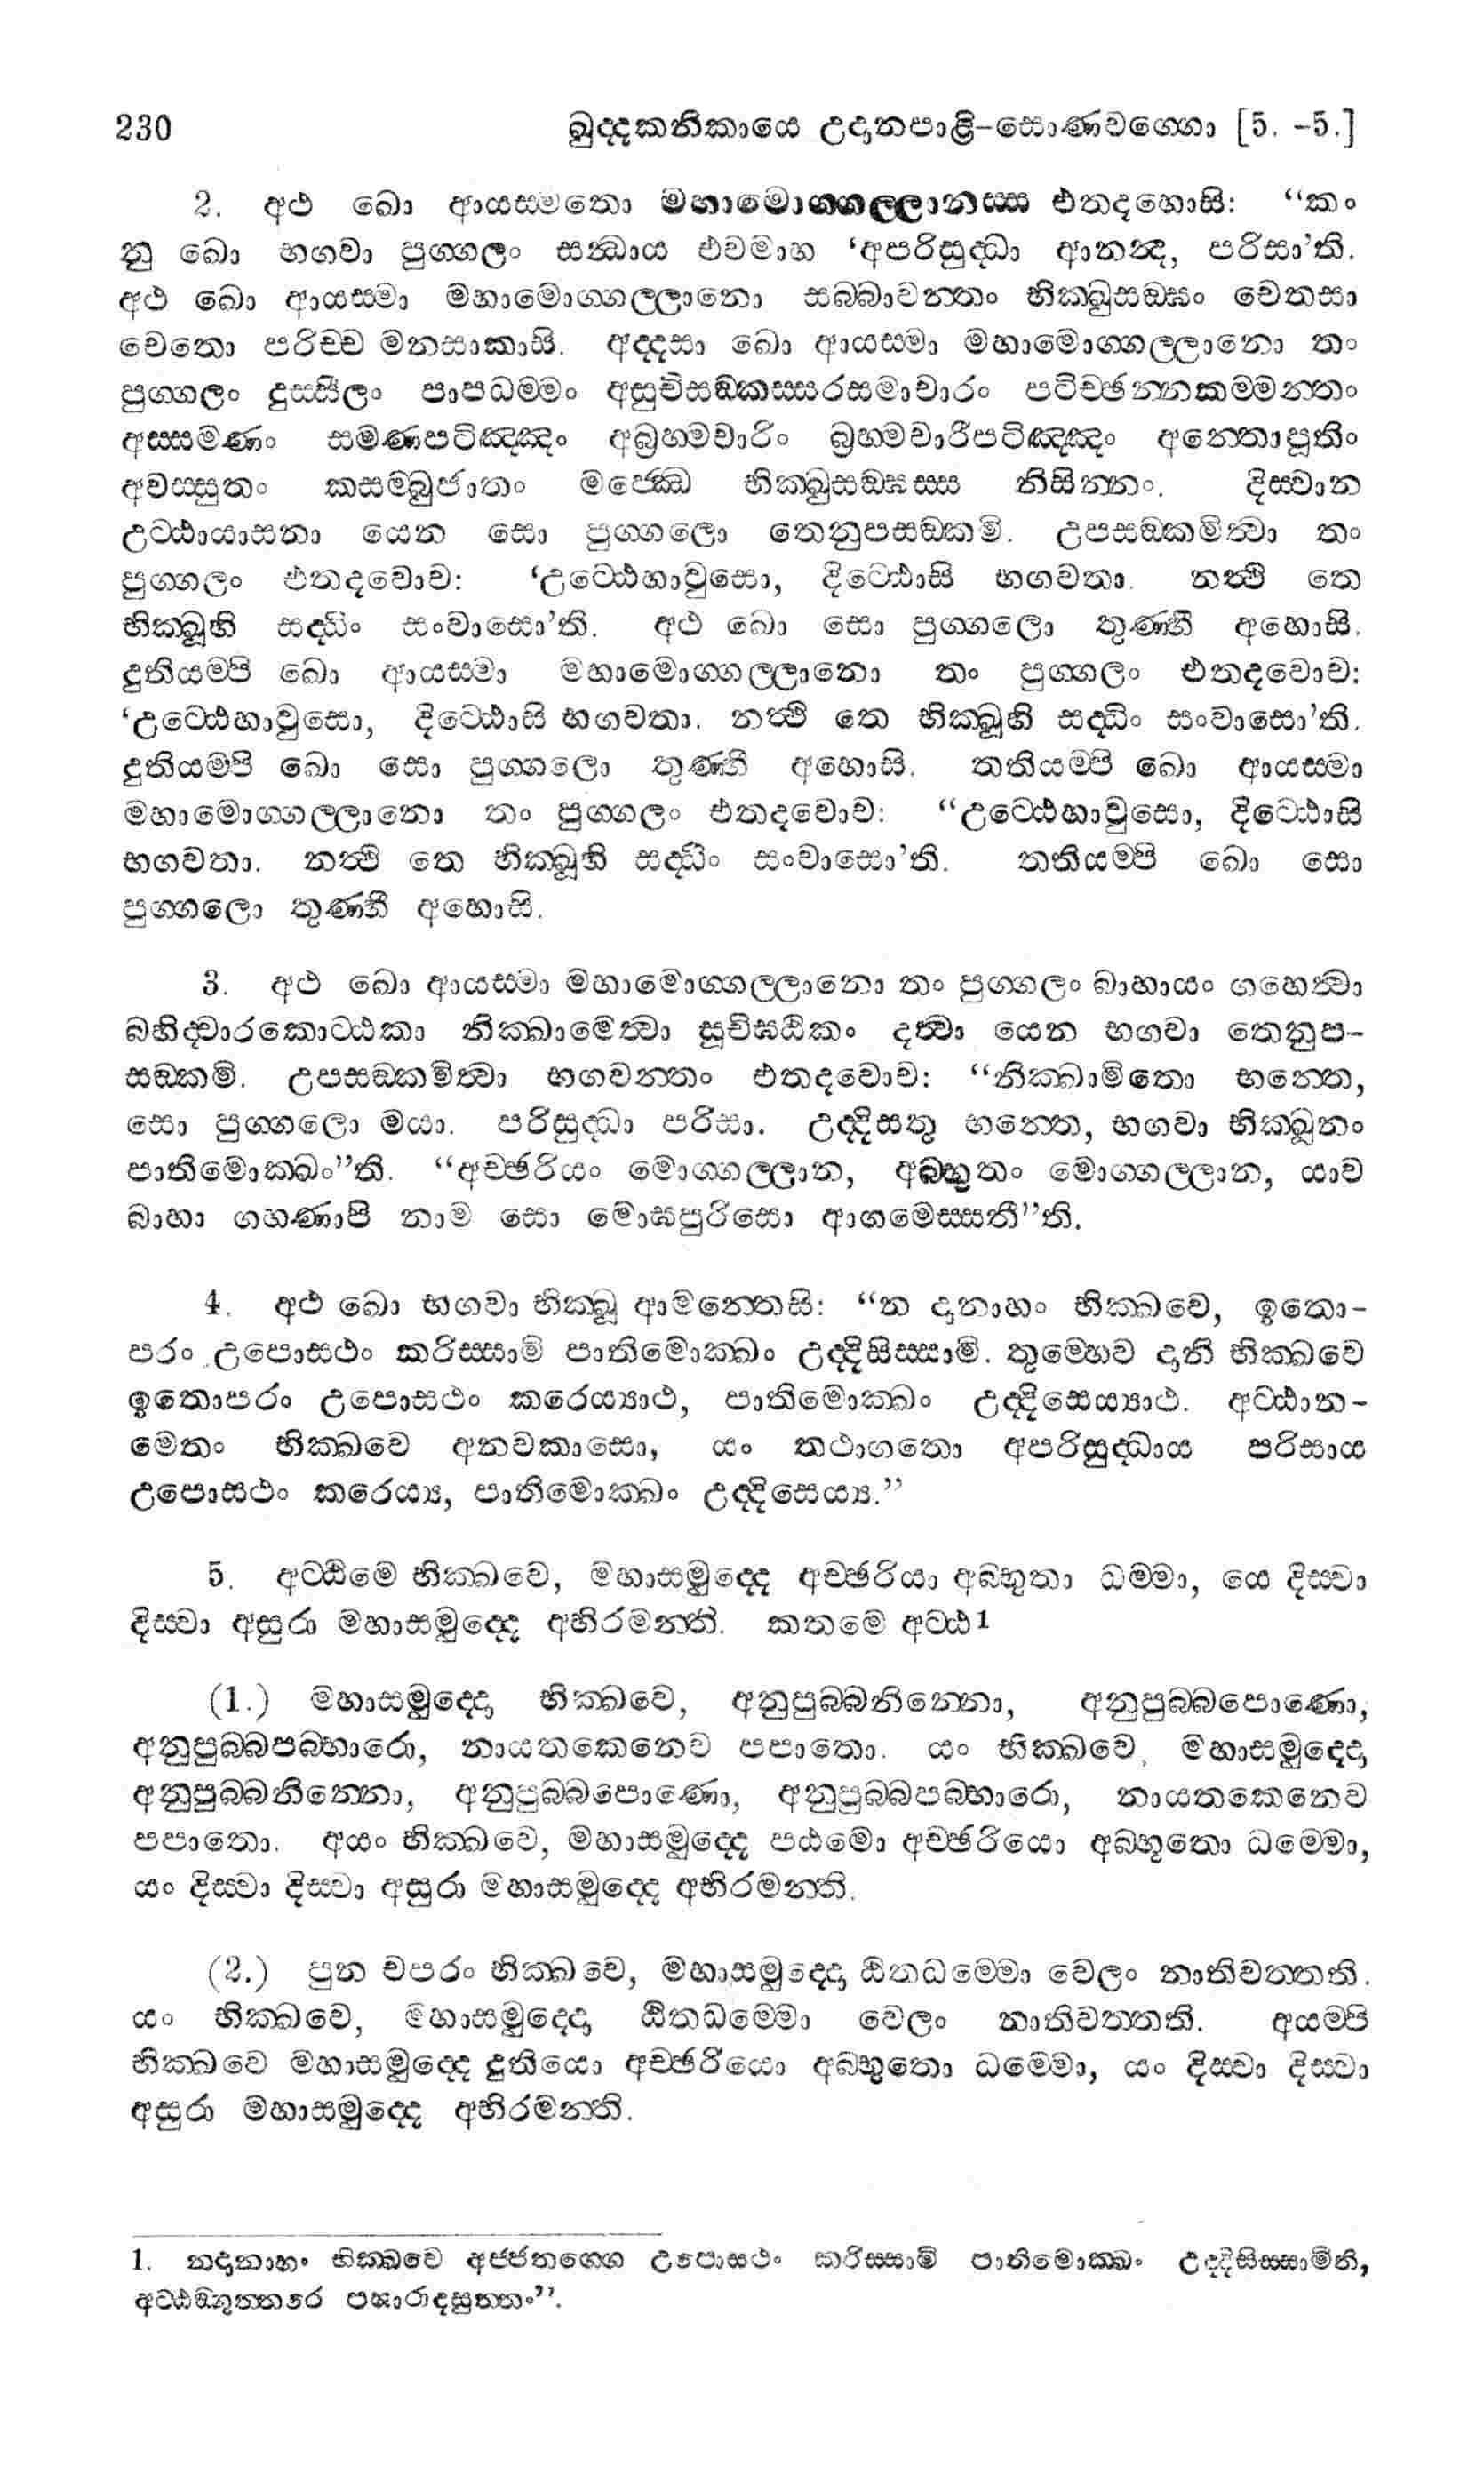 230 ඛුද්දකනිකායෙ උදානපාළි-සොණවග්ගො [5. -5.]
2. අථ ඛො ආයස්මතො මහාමොග්ගල්ලානස්ස එතදහොසි: “කං
නු ඛො භගවා පුග්ගලං සන්ධාය එවමාහ ‘අපරිසුද්ධා ආනන්ද, පරිසා’ති.
අථ ඛො ආයස්මා මහාමොග්ගල්ලානො සබ්බාවන්තං භික්ඛුසඞ්ඝං චෙතසා
චෙතො පරිච්ච මනසාකාසි. අද්දසා ඛො ආයස්මා මහාමොග්ගල්ලානො තං
පුග්ගලං දුස්සීලං පාපධම්මං අසුචිසඞ්කස්සරසමාචාරං පටිච්ඡන්නකම්මන්තං
අස්සමණං සමණපටිඤ්ඤං අබ්‍රහ්මචාරිං බ්‍රහ්මචාරීපටිඤ්ඤං අන්තොපූතිං
අවස්සුතං කසම්බුජාතං මජ්ඣෙ භික්ඛුසඞ්ඝස්ස නිසින්නං. දිස්වාන
උට්ඨායාසනා යෙන සො පුග්ගලො තෙනුපසඞ්කමි. උපසඞ්කමිත්වා තං
පුග්ගලං එතදවොච: ‘උට්ඨෙහාවුසො, දිට්ඨොසි භගවතා. නත්ථි තෙ
භික්ඛූහි සද්ධිං සංවාසො’ති. අථ ඛො සො පුග්ගලො තුණ්හී අහොසි.
දුතියම්පි ඛො ආයස්මා මහාමොග්ගල්ලානො තං පුග්ගලං එතදවොච:
‘උට්ඨෙහාවුසො, දිට්ඨොසි භගවතා. නත්ථි තෙ භික්ඛූහි සද්ධිං සංවාසො’ති.
දුතියම්පි ඛො සො පුග්ගලො තුණ්හී අහොසි. තතියම්පි ඛො ආයස්මා
මහාමොග්ගල්ලානො තං පුග්ගලං එතදවොච: “උට්ඨෙහාවුසො, දිට්ඨොසි
භගවතා. නත්ථි තෙ භික්ඛූහි සද්ධිං සංවාසො’ති. තතියම්පි ඛො සො
පුග්ගලො තුණ්හී අහොසි.
3. අථ ඛො ආයස්මා මහාමොග්ගල්ලානො තං පුග්ගලං බාහායං ගහෙත්වා
බහිද්වාරකොට්ඨකා නික්ඛාමෙත්වා සූචිඝටිකං දත්වා යෙන භගවා තෙනුප-
සඞ්කමි. උපසඞ්කමිත්වා භගවන්තං එතදවොච: “නික්ඛාමිතො භන්තෙ,
සො පුග්ගලො මයා. පරිසුද්ධා පරිසා. උද්දිසතු භන්තෙ, භගවා භික්ඛූනං
පාතිමොක්ඛං”ති. “අච්ඡරියං මොග්ගල්ලාන, අබ්භුතං මොග්ගල්ලාන, යාව
බාහා ගහණාපි නාම සො මොඝපුරිසො ආගමෙස්සතී”ති.
4. අථ ඛො භගවා භික්ඛූ ආමන්තෙසි: “න දානාහං භික්ඛවෙ, ඉතො-
පරං උපොසථං කරිස්සාමි පාතිමොක්ඛං උද්දිසිස්සාමි. තුම්හෙව දානි භික්ඛවෙ
ඉතොපරං උපොසථං කරෙය්‍යාථ, පාතිමොක්ඛං උද්දිසෙය්‍යාථ. අට්ඨාන-
මෙතං භික්ඛවෙ අනවකාසො, යං තථාගතො අපරිසුද්ධාය පරිසාය
උපොසථං කරෙය්‍ය, පාතිමොක්ඛං උද්දිසෙය්‍ය.”
5. අට්ඨිමෙ භික්ඛවෙ, මහාසමුද්දෙ අච්ඡරියා අබ්භුතා ධම්මා, යෙ දිස්වා
දිස්වා අසුරා මහාසමුද්දෙ අභිරමන්ති. කතමෙ අට්ඨ1
(1.) මහාසමුද්දො භික්ඛවෙ, අනුපුබ්බනින්නො, අනුපුබ්බපොණො,
අනුපුබ්බපබ්භාරො, නායතකෙනෙව පපාතො. යං භික්ඛවෙ, මහාසමුද්දො
අනුපුබ්බනින්නො, අනුපුබ්බපොණො, අනුපුබ්බපබ්භාරො, නායතකෙනෙව
පපාතො. අයං භික්ඛවෙ, මහාසමුද්දෙ පඨමො අච්ඡරියො අබ්භූතො ධම්මො,
යං දිස්වා දිස්වා අසුරා මහාසමුද්දෙ අභිරමන්ති.
(2.) පුන චපරං භික්ඛවෙ, මහාසමුද්දො ඨිතධම්මො වෙලං නාතිවත්තති.
යං භික්ඛවෙ, මහාසමුද්දො ඨිතධම්මො වෙලං නාතිවත්තති. අයම්පි
භික්ඛවෙ මහාසමුද්දෙ දුතියො අච්ඡරියො අබ්භුතො ධම්මො, යං දිස්වා දිස්වා
අසුරා මහාසමුද්දෙ අභිරමන්ති.
1. නදානාහං භික්ඛවෙ අජ්ජතග්ගෙ උපොසථං කරිස්සාමි පාතිමොක්ඛං උද්දිසිස්සාමීති,
අට්ඨඞ්ගුත්තරෙ පහාරාදසුත්තං”.